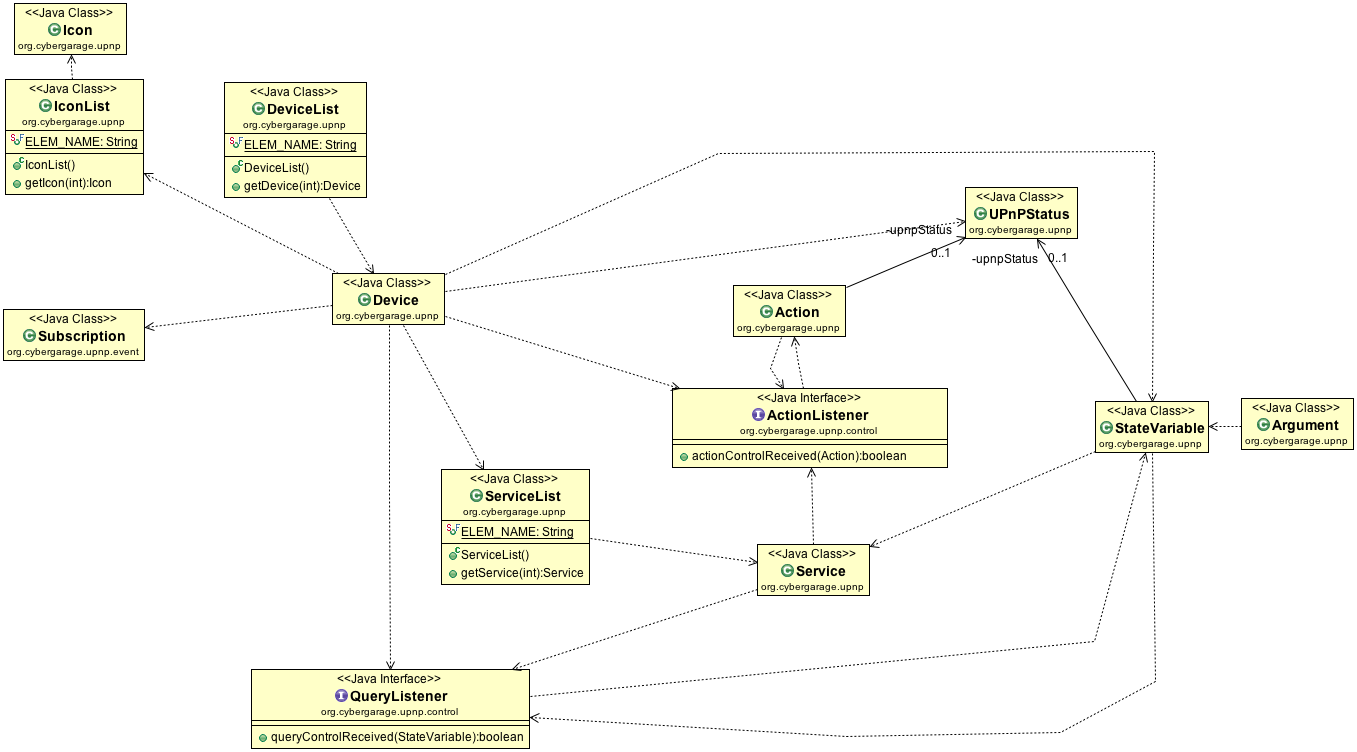 <<Java Class>>
Icon
org.cybergarage.upnp
<<Java Class>>
IconList
org.cybergarage.upnp
ELEM_NAME: String
IconList()
getIcon(int):Icon
<<Java Class>>
DeviceList
org.cybergarage.upnp
ELEM_NAME: String
DeviceList()
getDevice(int):Device
<<Java Class>>
UPnPStatus
org.cybergarage.upnp
-upnpStatus
0..1
-upnpStatus
0..1
<<Java Class>>
Device
org.cybergarage.upnp
<<Java Class>>
Subscription
org.cybergarage.upnp.event
<<Java Class>>
Action
org.cybergarage.upnp
<<Java Interface>>
ActionListener
org.cybergarage.upnp.control
actionControlReceived(Action):boolean
<<Java Class>>
StateVariable
org.cybergarage.upnp
<<Java Class>>
Argument
org.cybergarage.upnp
<<Java Class>>
ServiceList
org.cybergarage.upnp
ELEM_NAME: String
ServiceList()
getService(int):Service
<<Java Class>>
Service
org.cybergarage.upnp
<<Java Interface>>
QueryListener
org.cybergarage.upnp.control
queryControlReceived(StateVariable):boolean